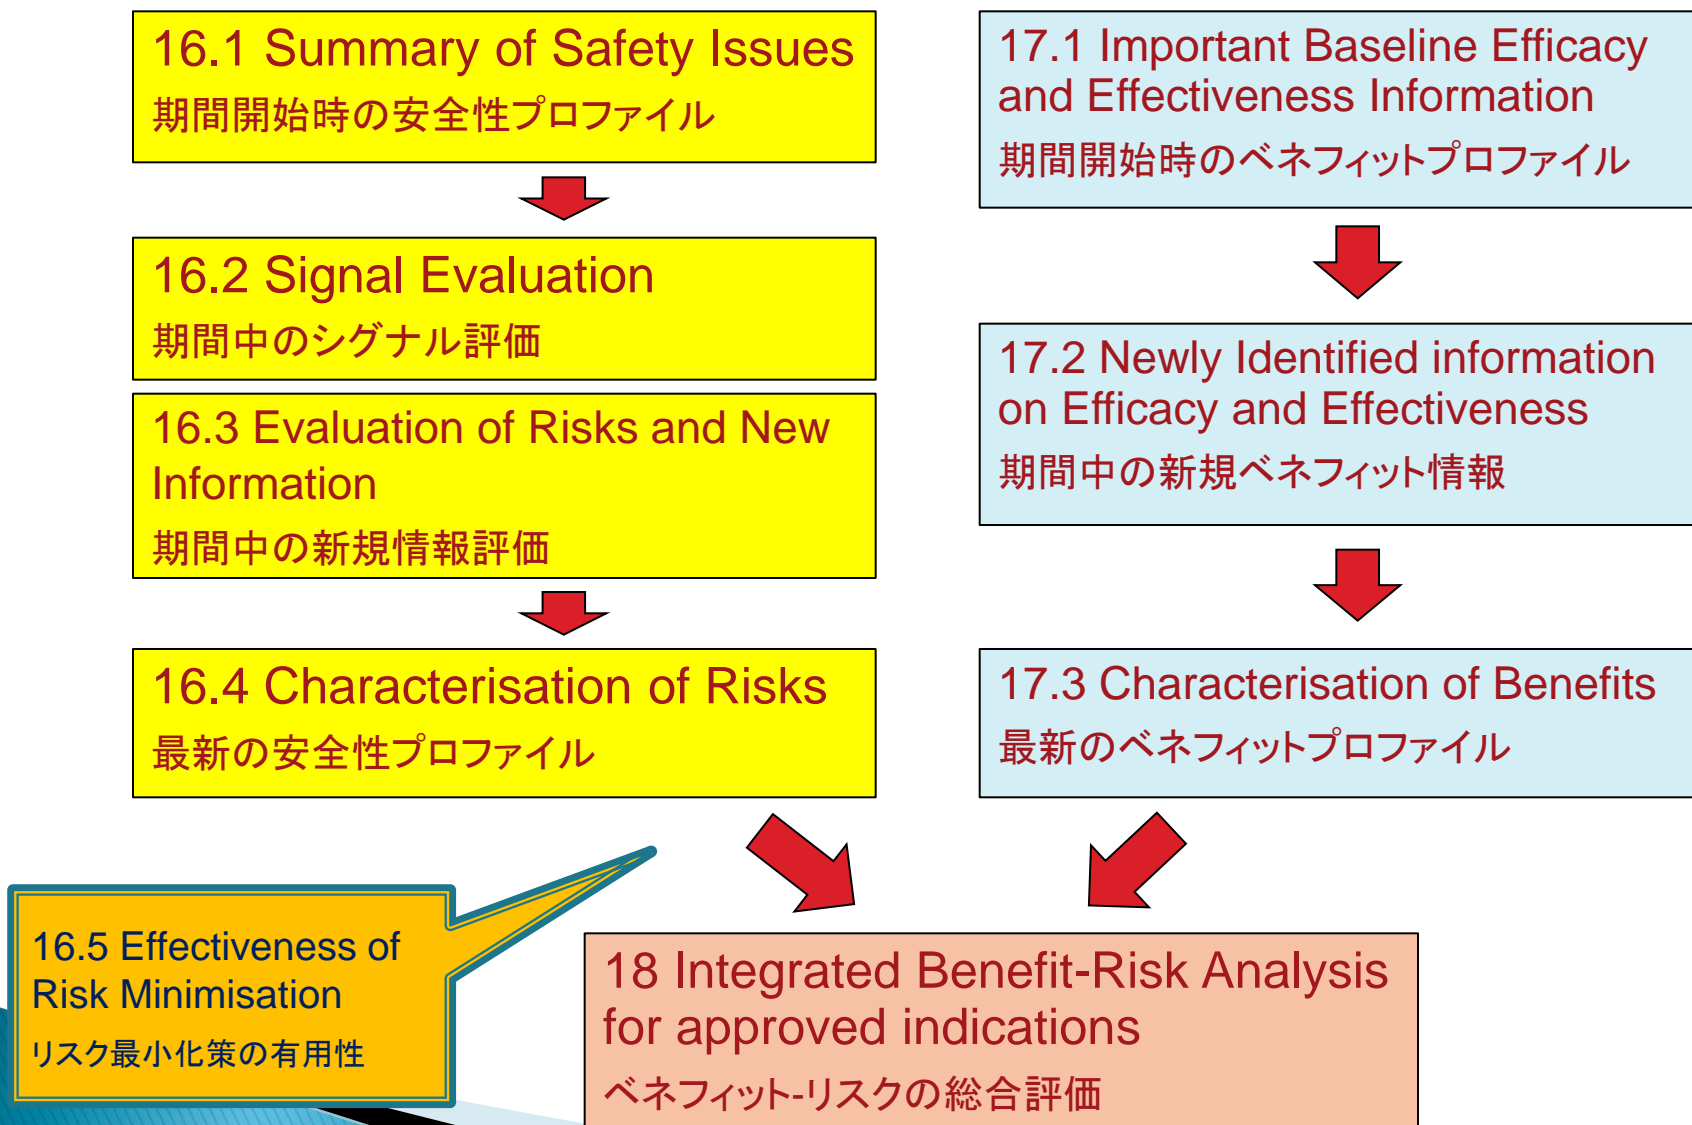 16.1 Summary of Safety Issues
期間開始時の安全性プロファイル
16.2 Signal Evaluation
期間中のシグナル評価
16.3 Evaluation of Risks and New
Information
期間中の新規情報評価
16.4 Characterisation of Risks
最新の安全性プロファイル
16.5 Effectiveness of
Risk Minimisation
リスク最小化策の有用性
17.1 Important Baseline Efficacy
and Effectiveness Information
期間開始時のベネフィットプロファイル
17.2 Newly Identified information
on Efficacy and Effectiveness
期間中の新規ベネフィット情報
17.3 Characterisation of Benefits
最新のベネフィットプロファイル
18 Integrated Benefit-Risk Analysis
for approved indications
ベネフィット-リスクの総合評価